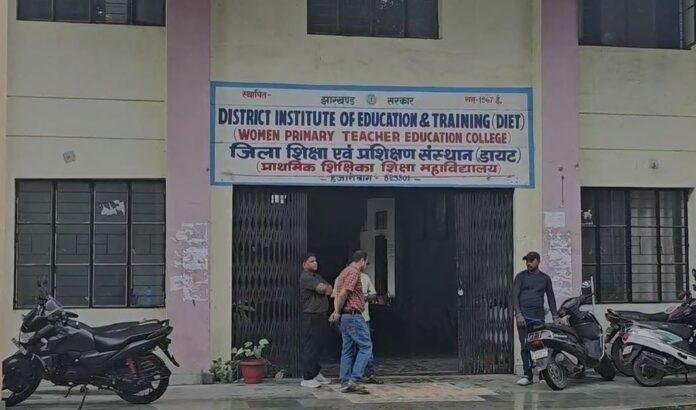 स्थापित- झारखण्ड सरकार सन्-1967 ई.
DISTRICT INSTITUTE OF EDUCATION & TRAINING (DIET)
(WOMEN PRIMARY TEACHER EDUCATION COLLEGE)
जिला शिक्षा एवं प्रशिक्षण संस्थान (डायट)
(प्राथमिक शिक्षिका शिक्षा महाविद्यालय)
हजारीबाग - 825301